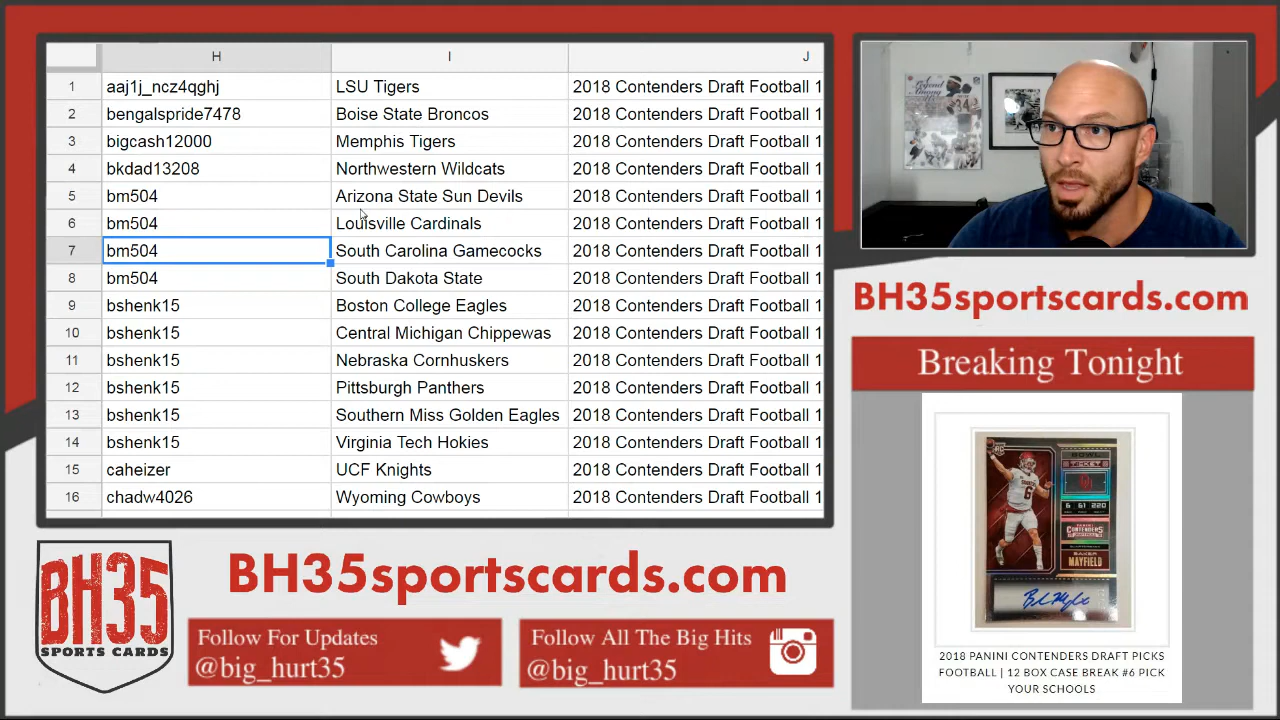 H I J
1 aaj1j_ncz4qghj LSU Tigers 2018 Contenders Draft Football 1
2 bengalspride7478 Boise State Broncos 2018 Contenders Draft Football 1
3 bigcash12000 Memphis Tigers 2018 Contenders Draft Football 1
4 bkdad13208 Northwestern Wildcats 2018 Contenders Draft Football 1
5 bm504 Arizona State Sun Devils 2018 Contenders Draft Football 1
6 bm504 Louisville Cardinals 2018 Contenders Draft Football 1
7 bm504 South Carolina Gamecocks 2018 Contenders Draft Football 1
8 bm504 South Dakota State 2018 Contenders Draft Football 1
9 bshenk15 Boston College Eagles 2018 Contenders Draft Football 1
10 bshenk15 Central Michigan Chippewas 2018 Contenders Draft Football 1
11 bshenk15 Nebraska Cornhuskers 2018 Contenders Draft Football 1
12 bshenk15 Pittsburgh Panthers 2018 Contenders Draft Football 1
13 bshenk15 Southern Miss Golden Eagles 2018 Contenders Draft Football 1
14 bshenk15 Virginia Tech Hokies 2018 Contenders Draft Football 1
15 caheizer UCF Knights 2018 Contenders Draft Football 1
16 chadw4026 Wyoming Cowboys 2018 Contenders Draft Football 1
BH35sportscards.com
Breaking Tonight
BOWL
TICKET
6 61 220
CONTENDERS
BAKER
MAYFIELD
2018 PANINI CONTENDERS DRAFT PICKS
FOOTBALL | 12 BOX CASE BREAK #6 PICK
YOUR SCHOOLS
BH35
SPORTS CARDS
BH35sportscards.com
Follow For Updates
@big_hurt35
Follow All The Big Hits
@big_hurt35